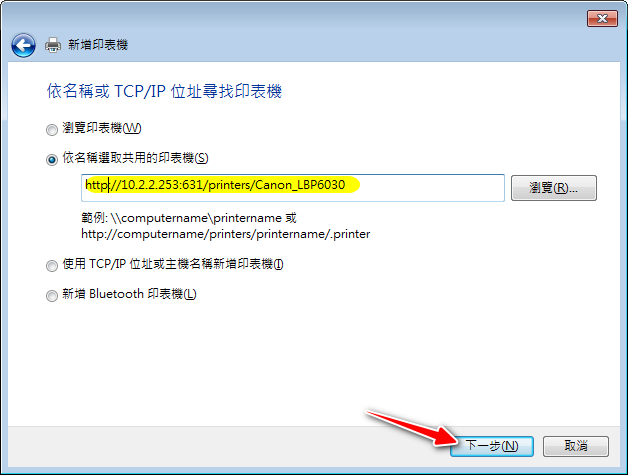 新增印表機
依名稱或 TCP/IP 位址尋找印表機
瀏覽印表機(W)
依名稱選取共用的印表機(S)
http://10.2.2.253:631/printers/Canon_LBP6030
瀏覽(R)...
範例: \\computername\printername 或
http://computername/printers/printername/.printer
使用 TCP/IP 位址或主機名稱新增印表機(I)
新增 Bluetooth 印表機(L)
下一步(N)
取消